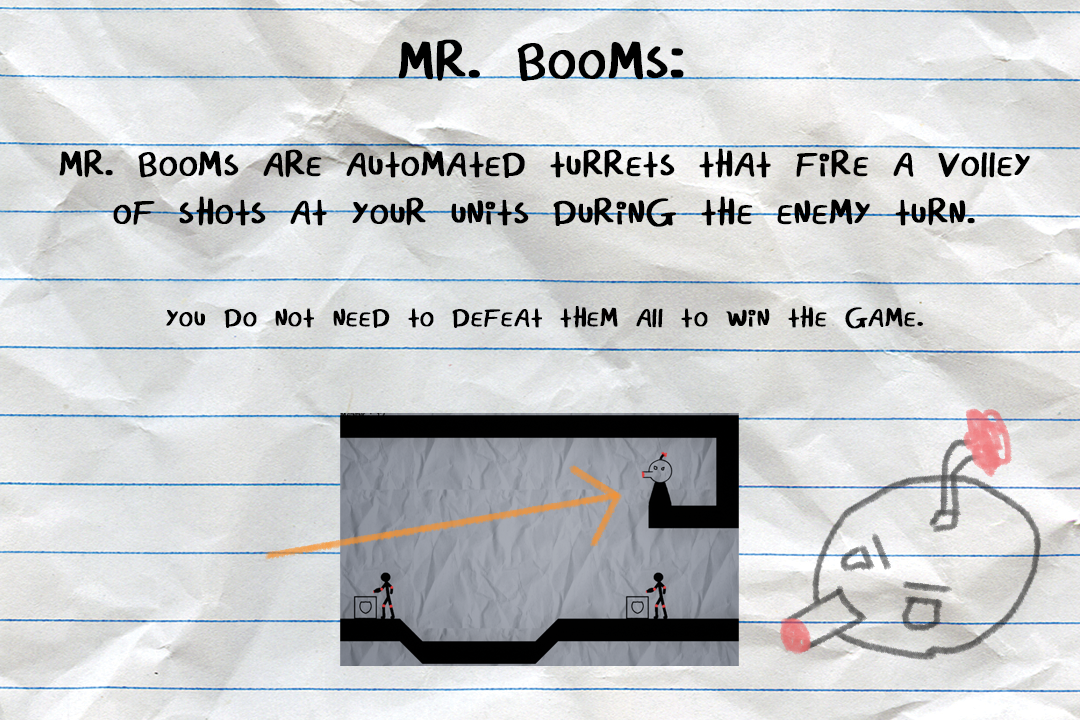 MR. BOOMS:
MR. BOOMS ARE AUTOMATED TURRETS THAT FIRE A VOLLEY
OF SHOTS AT YOUR UNITS DURING THE ENEMY TURN.
YOU DO NOT NEED TO DEFEAT THEM ALL TO WIN THE GAME.